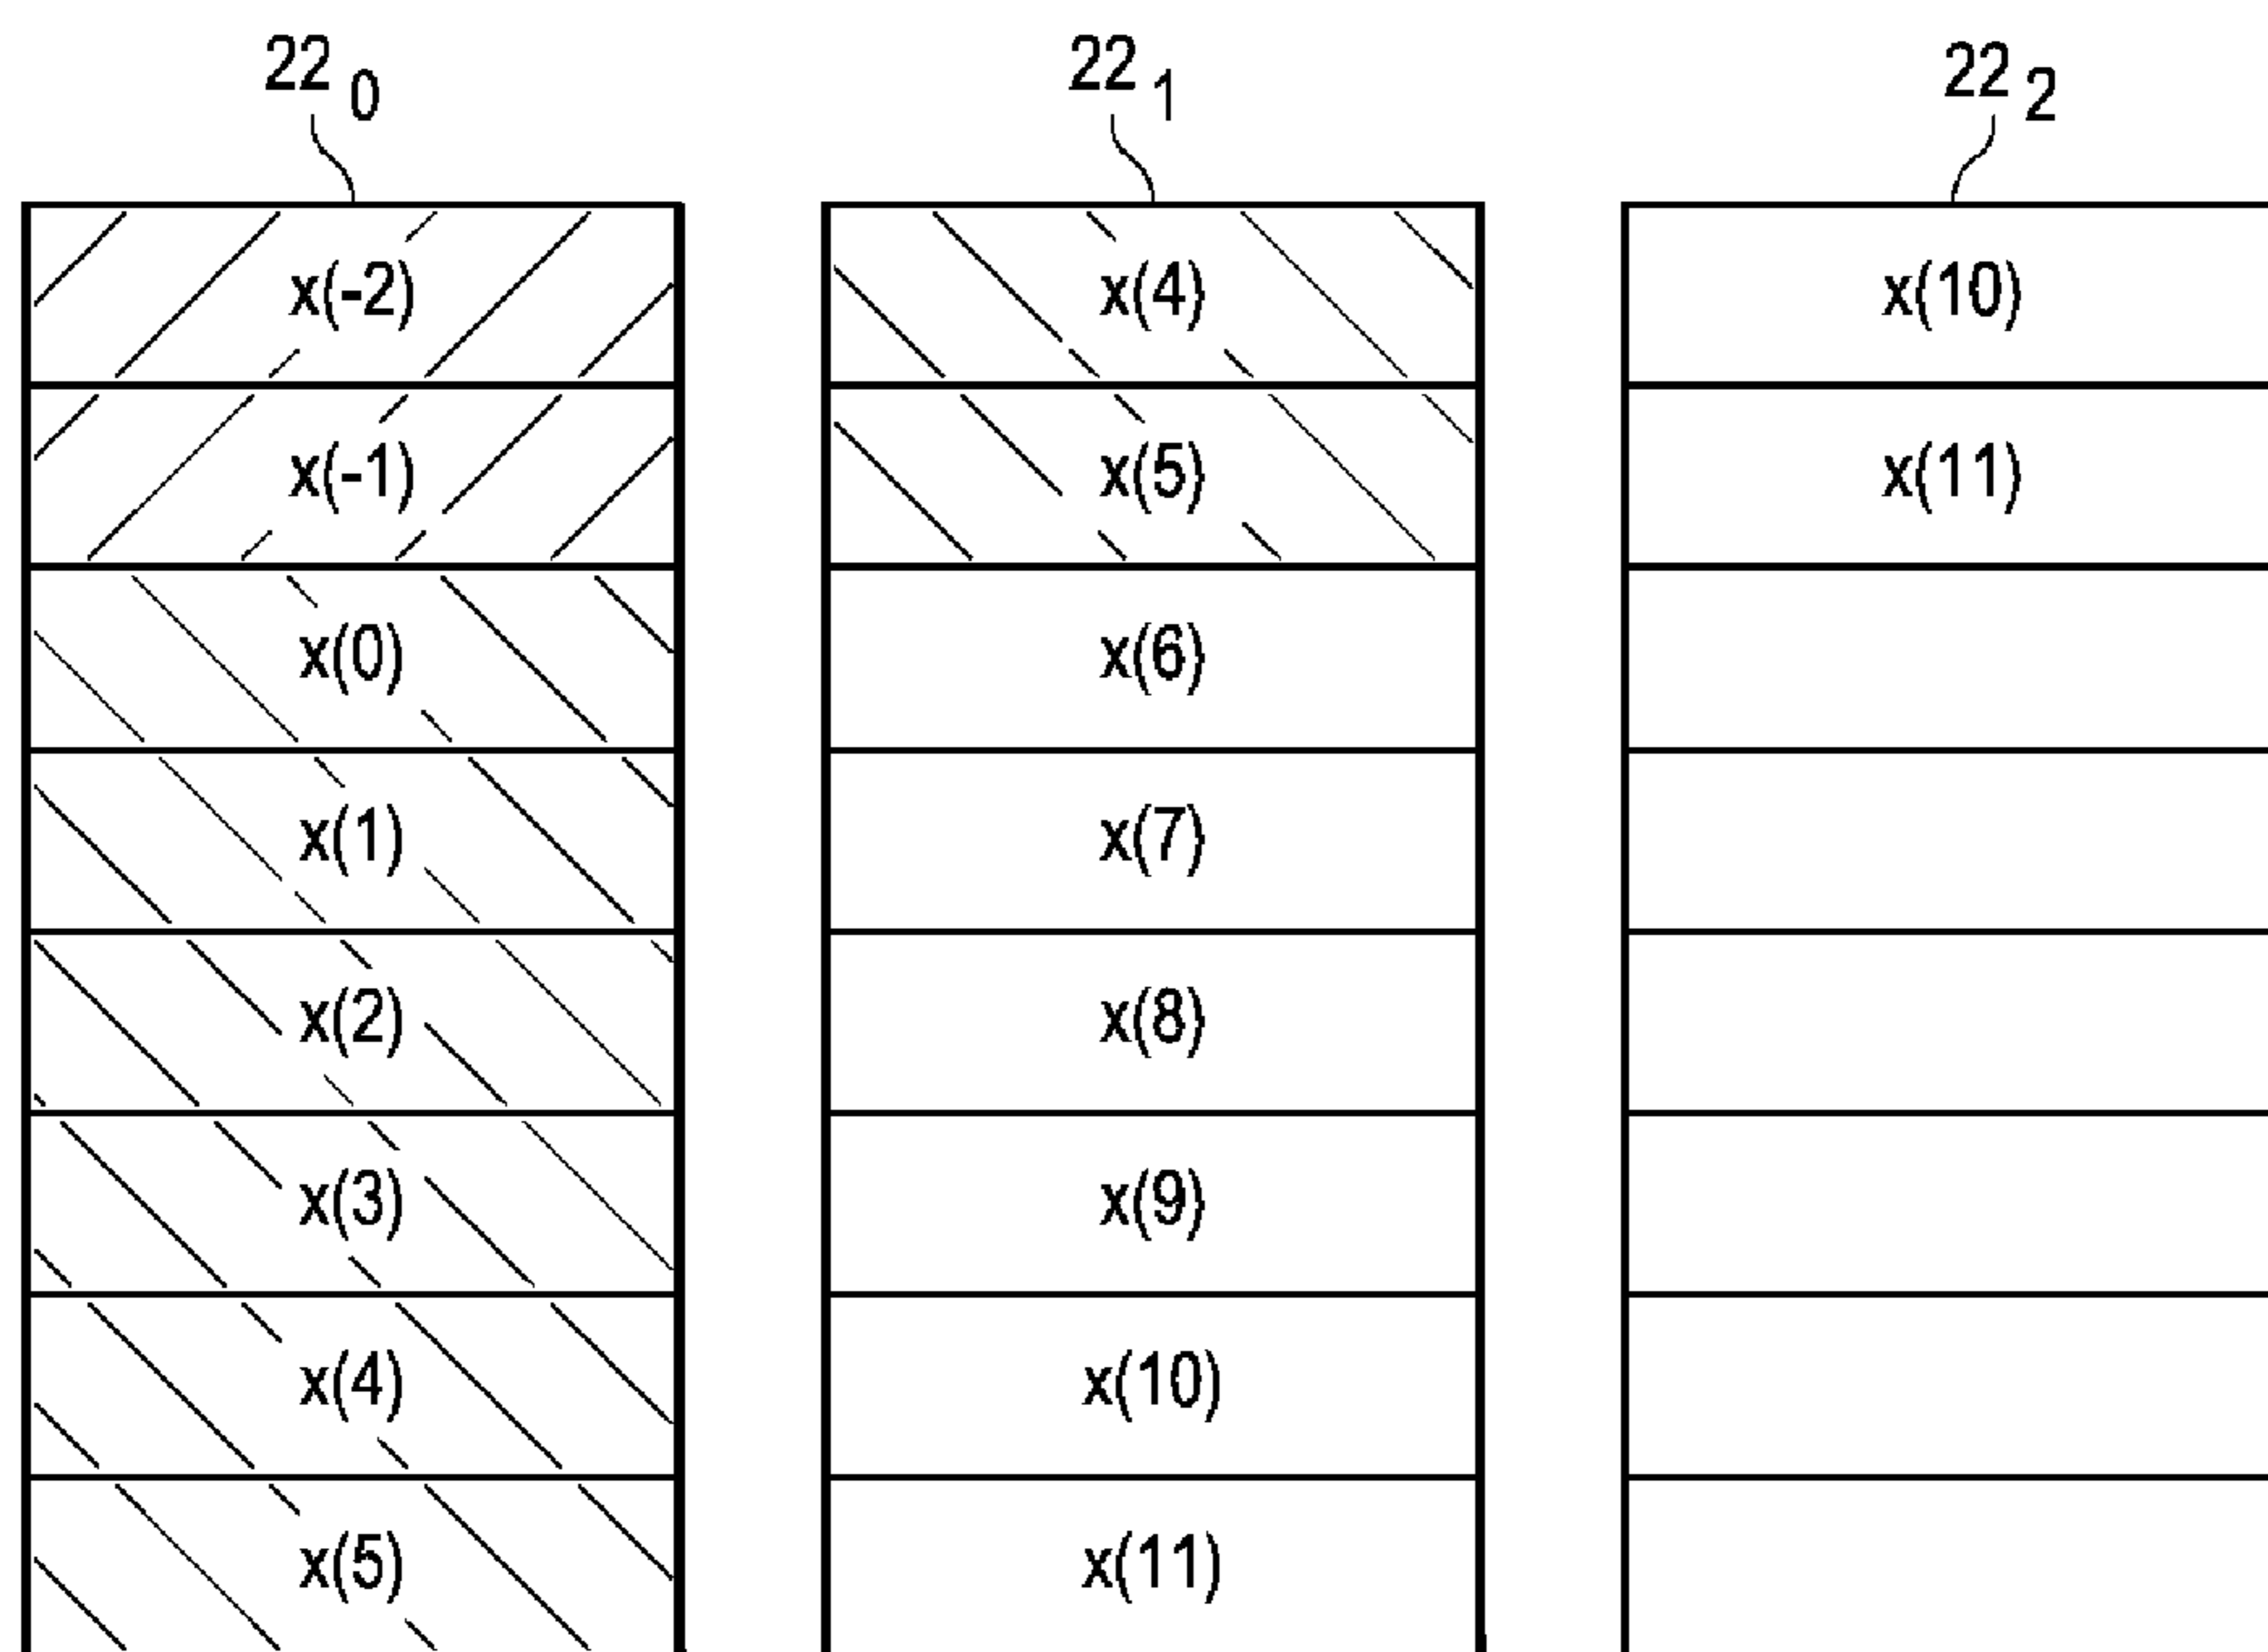 22 0 22 1 22 2
x(-2) x(4) x(10)
x(-1) x(5) x(11)
x(0) x(6)
x(1) x(7)
x(2) x(8)
x(3) x(9)
x(4) x(10)
x(5) x(11)